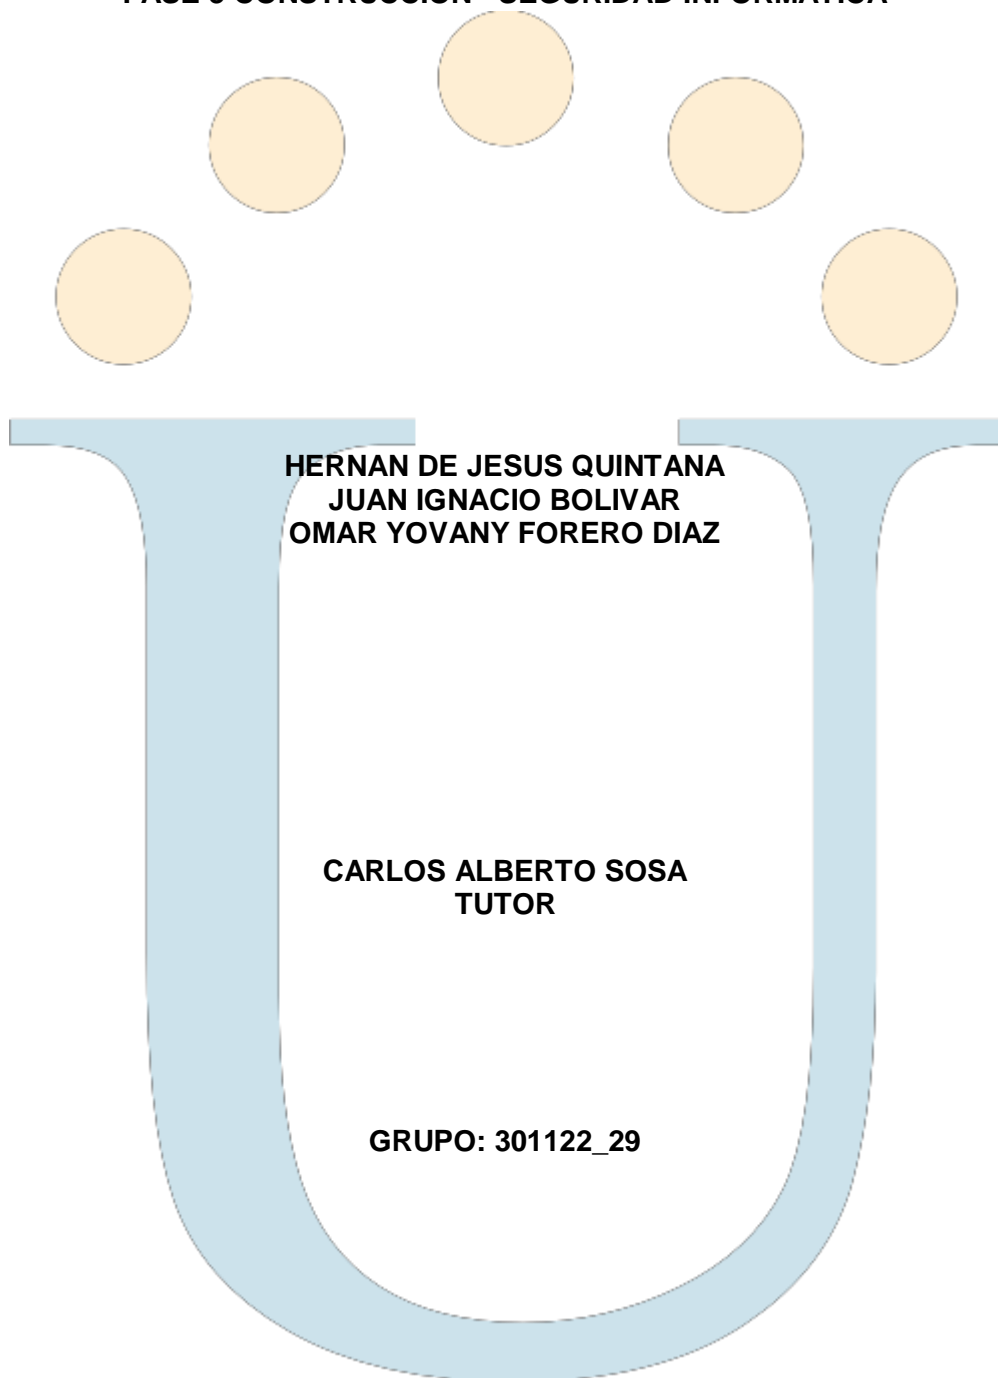 FASE CONSTRUCCION - SEGURIDAD INFORMATICA
HERNAN DE JESUS QUINTANA
JUAN IGNACIO BOLIVAR
OMAR YOVANY FORERO DIAZ
CARLOS ALBERTO SOSA
TUTOR
GRUPO: 301122_29